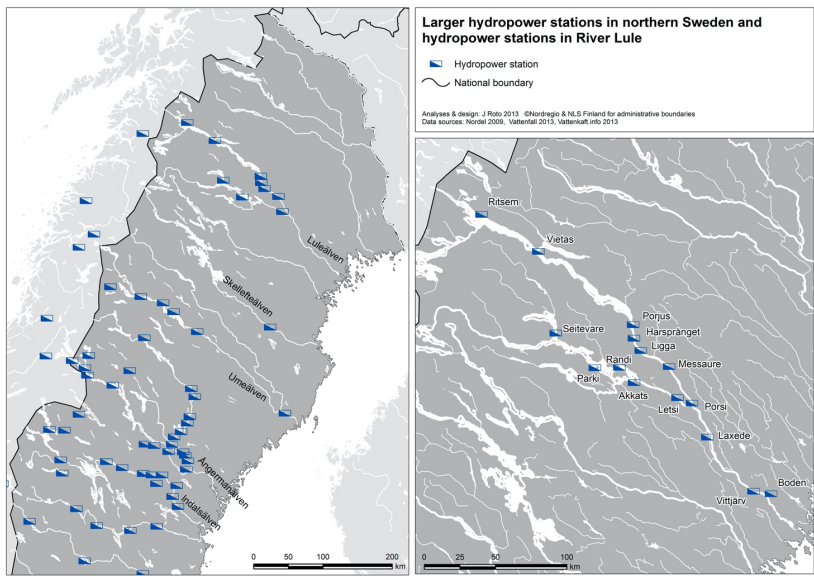 Larger hydropower stations in northern Sweden and
hydropower stations in River Lule
Hydropower station
National boundary
Analyses & design: J Roto 2013 ©Nordregio & NLS Finland for administrative boundaries
Data sources: Nordel 2009, Vattenfall 2013, Vattenkaft.info 2013
Luleälven
Skellefteälven
Umeälven
Ångermanälven
Indalsälven
0 50 100 200
km
Ritsem
Vietas
Porjus
Seitevare
Harsprånget
Ligga
Randi
Messaure
Parki
Akkats
Letsi
Porsi
Laxede
Boden
Vittjärv
0 25 50 100
km